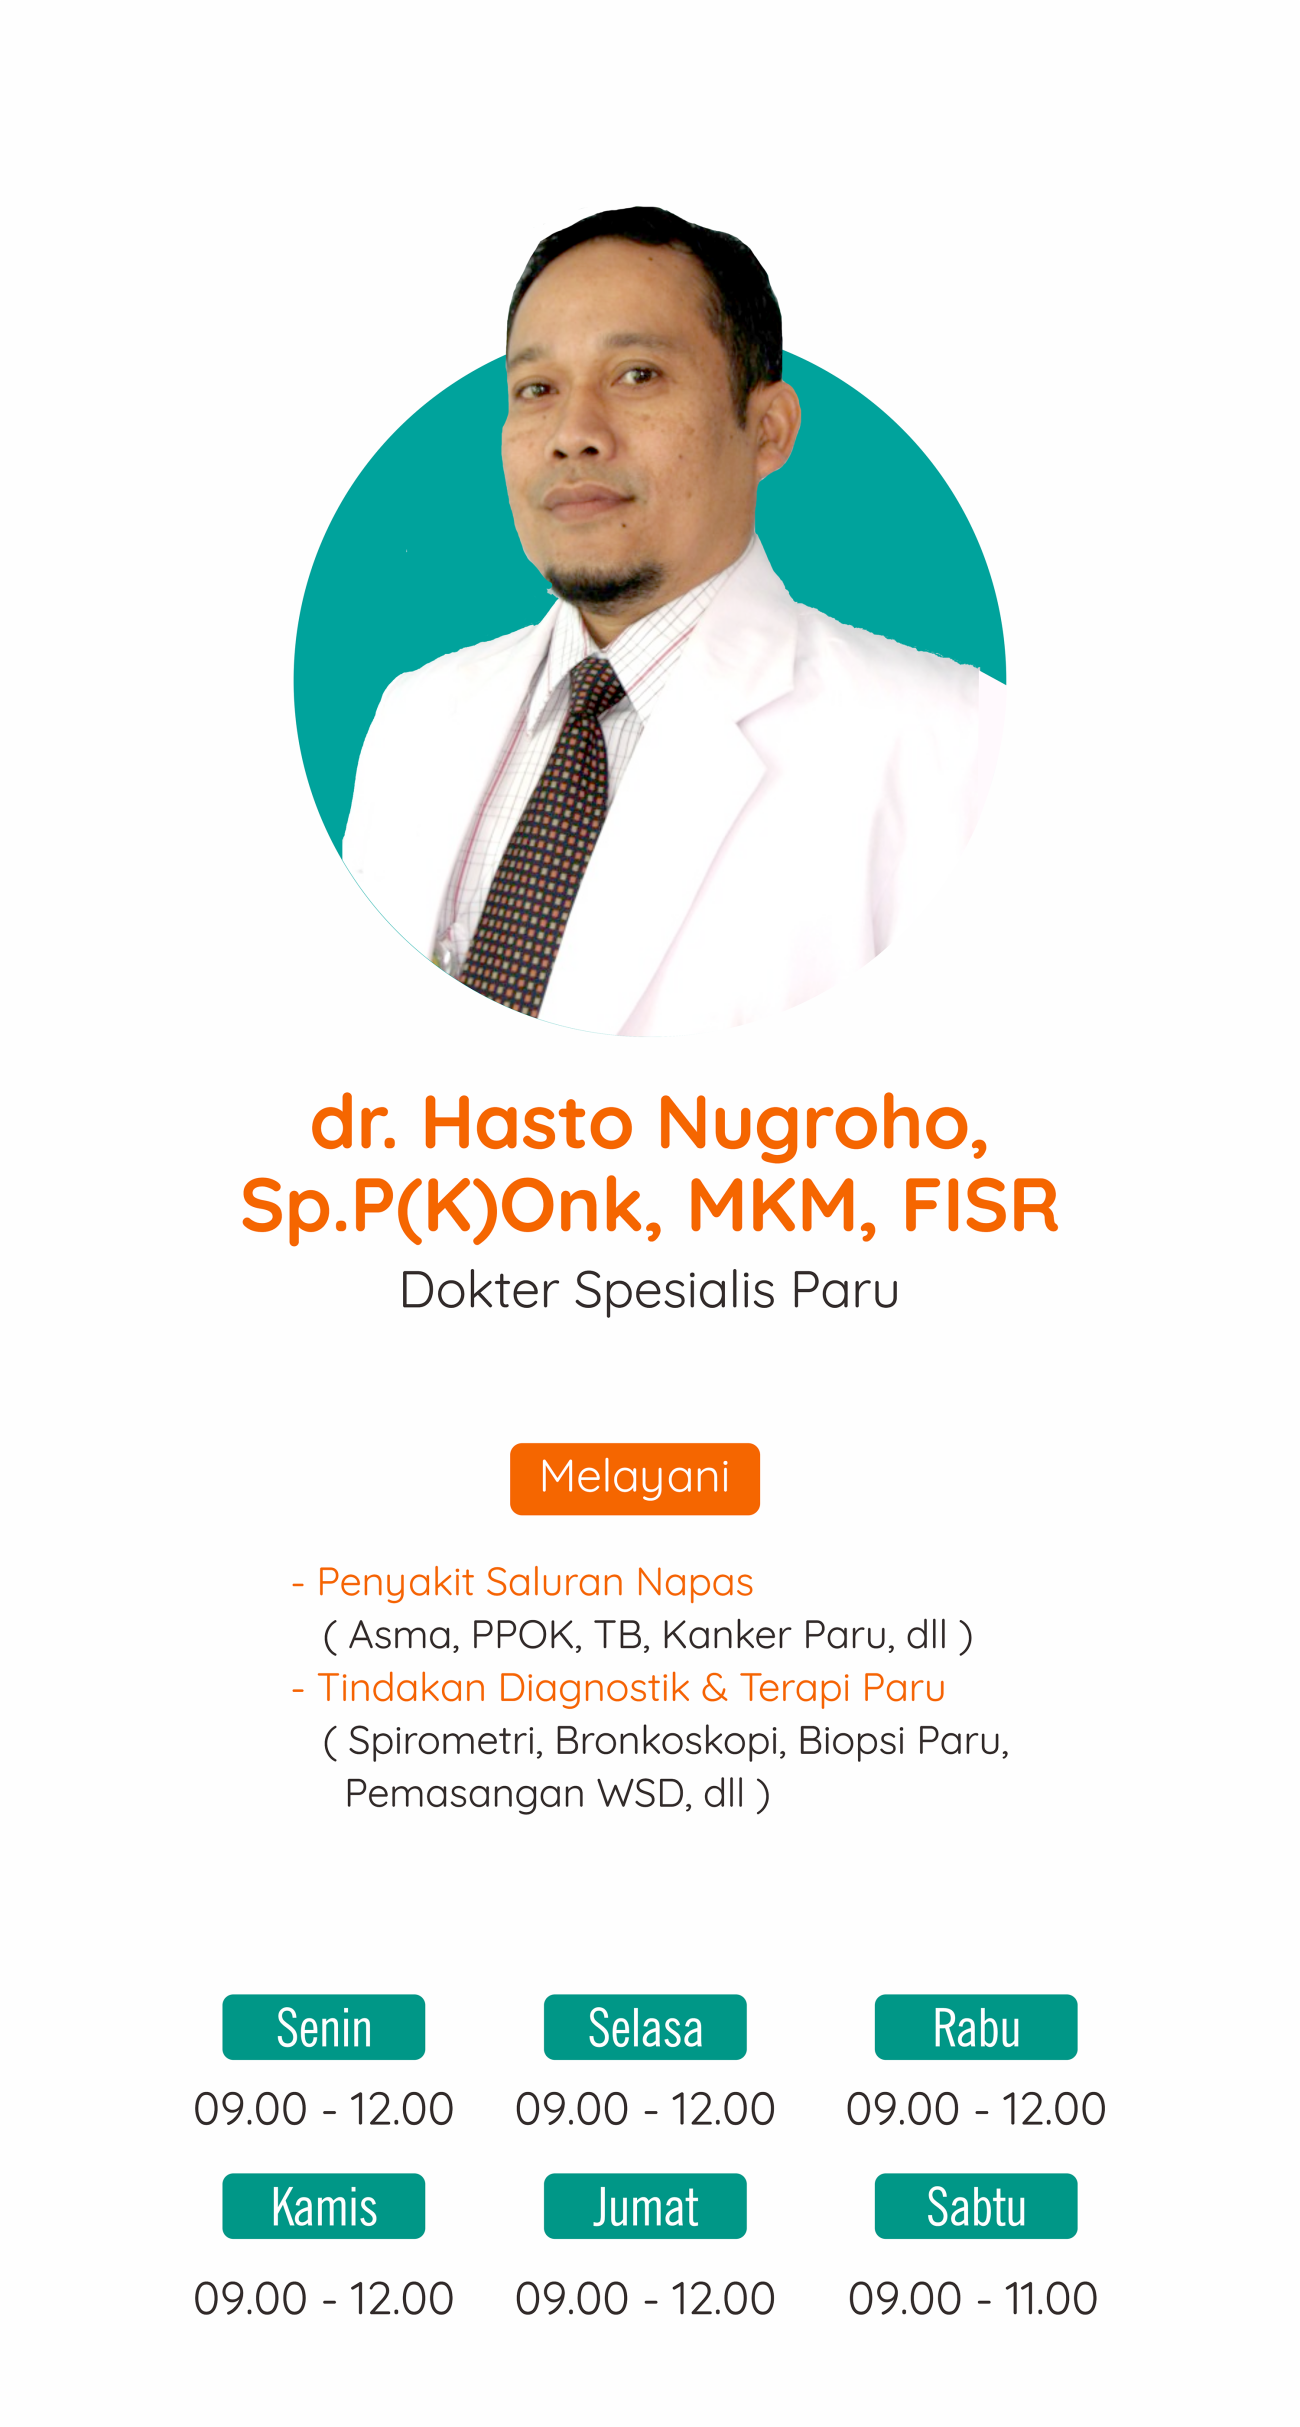 dr. Hasto Nugroho,
Sp.P(K)Onk, MKM, FISR
Dokter Spesialis Paru
Melayani
- Penyakit Saluran Napas
( Asma, PPOK, TB, Kanker Paru, dll )
- Tindakan Diagnostik & Terapi Paru
( Spirometri, Bronkoskopi, Biopsi Paru,
Pemasangan WSD, dll )
Senin Selasa Rabu
09.00 - 12.00 09.00 - 12.00 09.00 - 12.00
Kamis Jumat Sabtu
09.00 - 12.00 09.00 - 12.00 09.00 - 11.00